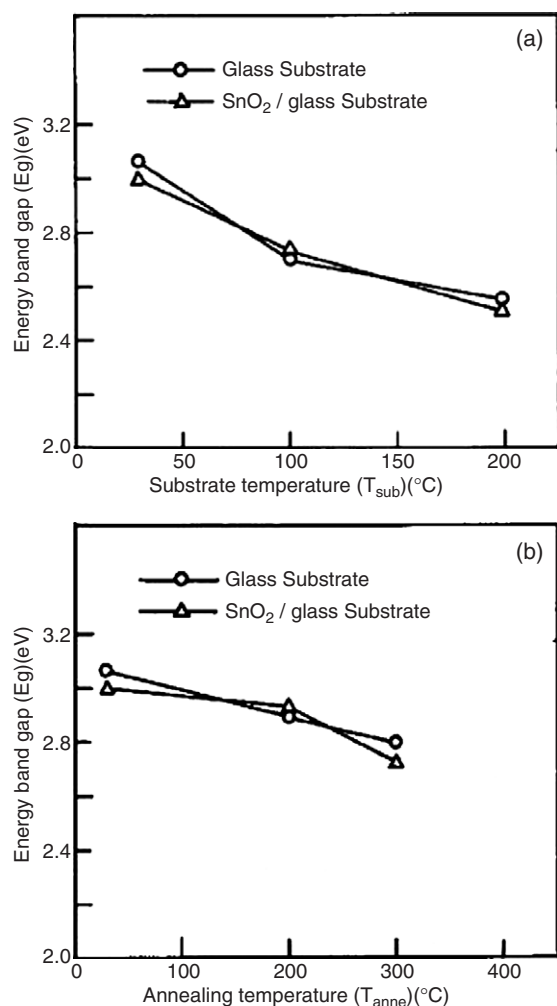 (a)
Glass Substrate
SnO₂ / glass Substrate
Energy band gap (Eg)(eV)
3.2
2.8
2.4
2.0
0
50
100
150
200
Substrate temperature (T_sub)(°C)
(b)
Glass Substrate
SnO₂ / glass Substrate
Energy band gap (Eg)(eV)
3.2
2.8
2.4
2.0
0
100
200
300
400
Annealing temperature (T_anne)(°C)